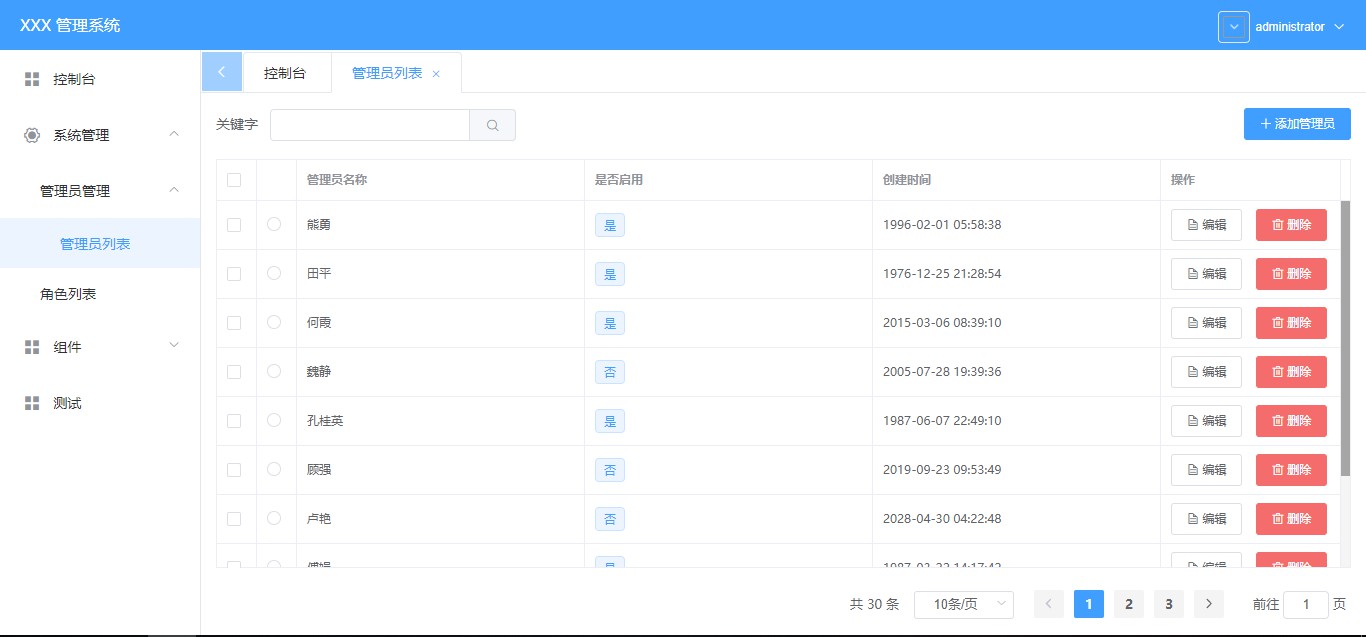 XXX 管理系统
administrator
控制台
系统管理
管理员管理
管理员列表
角色列表
组件
测试
控制台 管理员列表
关键字
添加管理员
管理员名称 是否启用 创建时间 操作
熊勇 是 1996-02-01 05:58:38 编辑 删除
田平 是 1976-12-25 21:28:54 编辑 删除
何霞 是 2015-03-06 08:39:10 编辑 删除
魏静 否 2005-07-28 19:39:36 编辑 删除
孔桂英 是 1987-06-07 22:49:10 编辑 删除
顾强 否 2019-09-23 09:53:49 编辑 删除
卢艳 否 2028-04-30 04:22:48 编辑 删除
是 编辑 删除
共 30 条 10条/页 1 2 3 前往 1 页